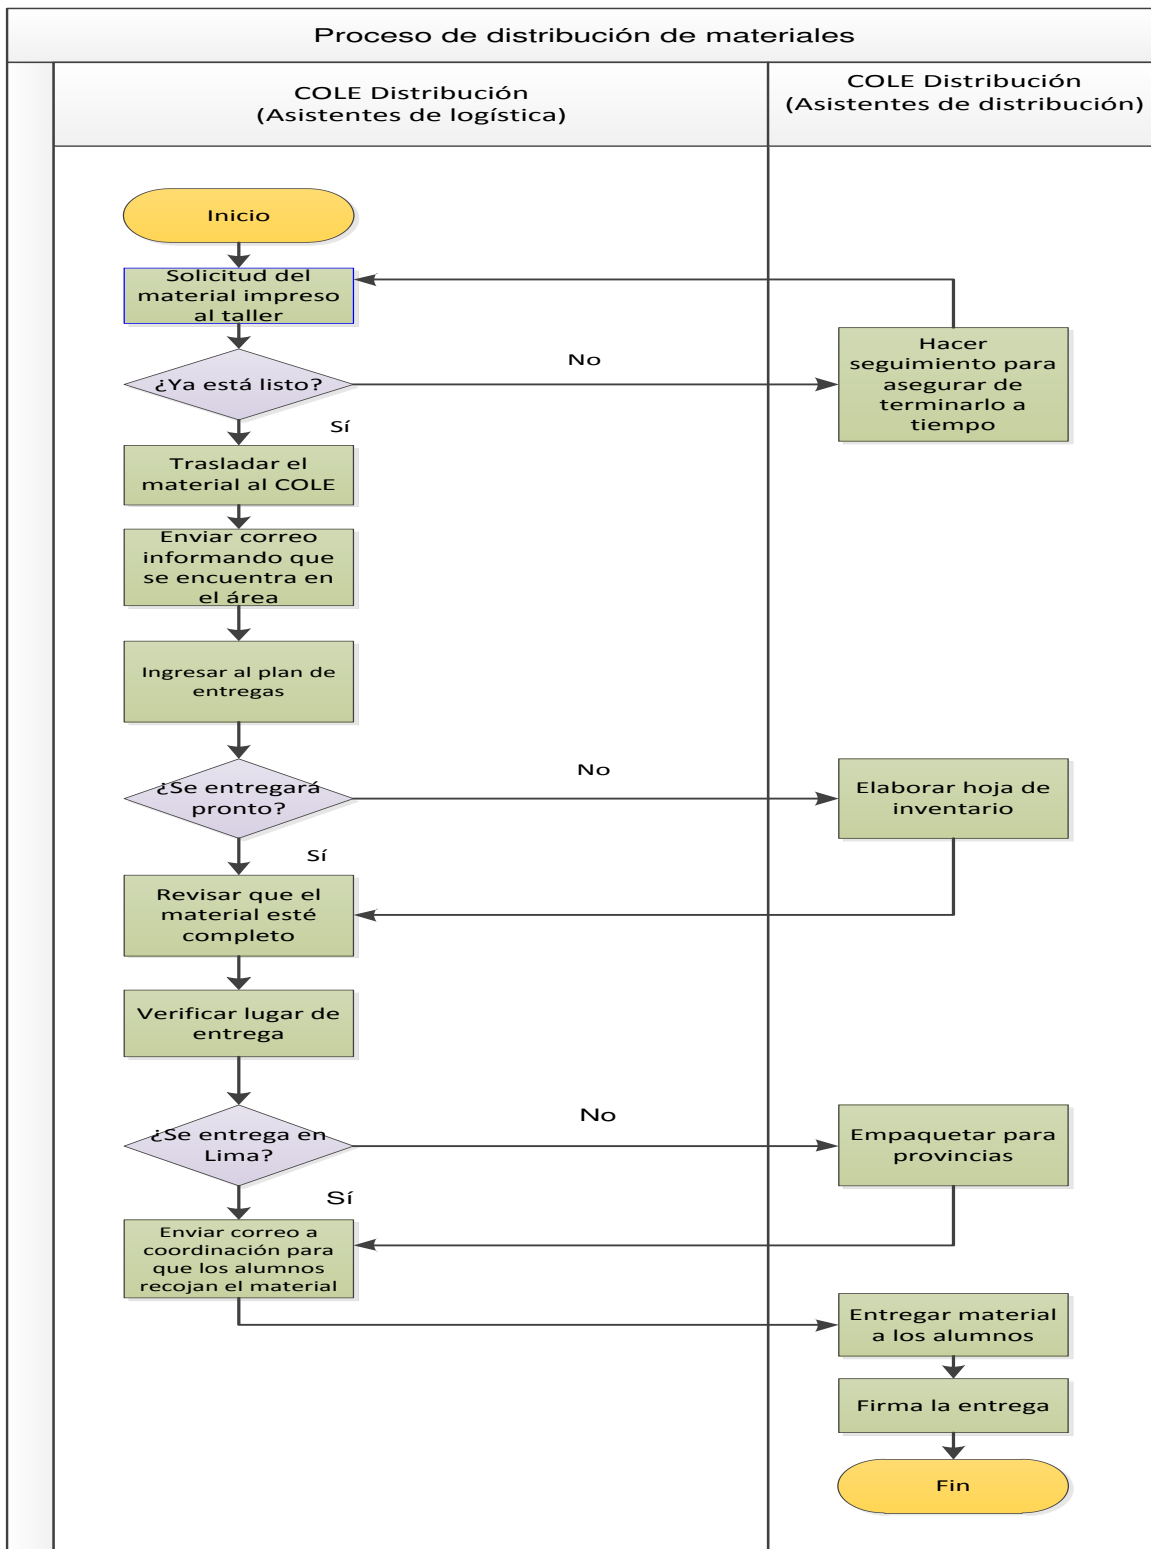 Proceso de distribución de materiales
COLE Distribución
(Asistentes de logística)
COLE Distribución
(Asistentes de distribución)
Inicio
Solicitud del
material impreso
al taller
¿Ya está listo?
No
Hacer
seguimiento para
asegurar de
terminarlo a
tiempo
Sí
Trasladar el
material al COLE
Enviar correo
informando que
se encuentra en
el área
Ingresar al plan de
entregas
¿Se entregará
pronto?
No
Elaborar hoja de
inventario
Sí
Revisar que el
material esté
completo
Verificar lugar de
entrega
¿Se entrega en
Lima?
No
Empaquetar para
provincias
Sí
Enviar correo a
coordinación para
que los alumnos
recojan el material
Entregar material
a los alumnos
Firma la entrega
Fin